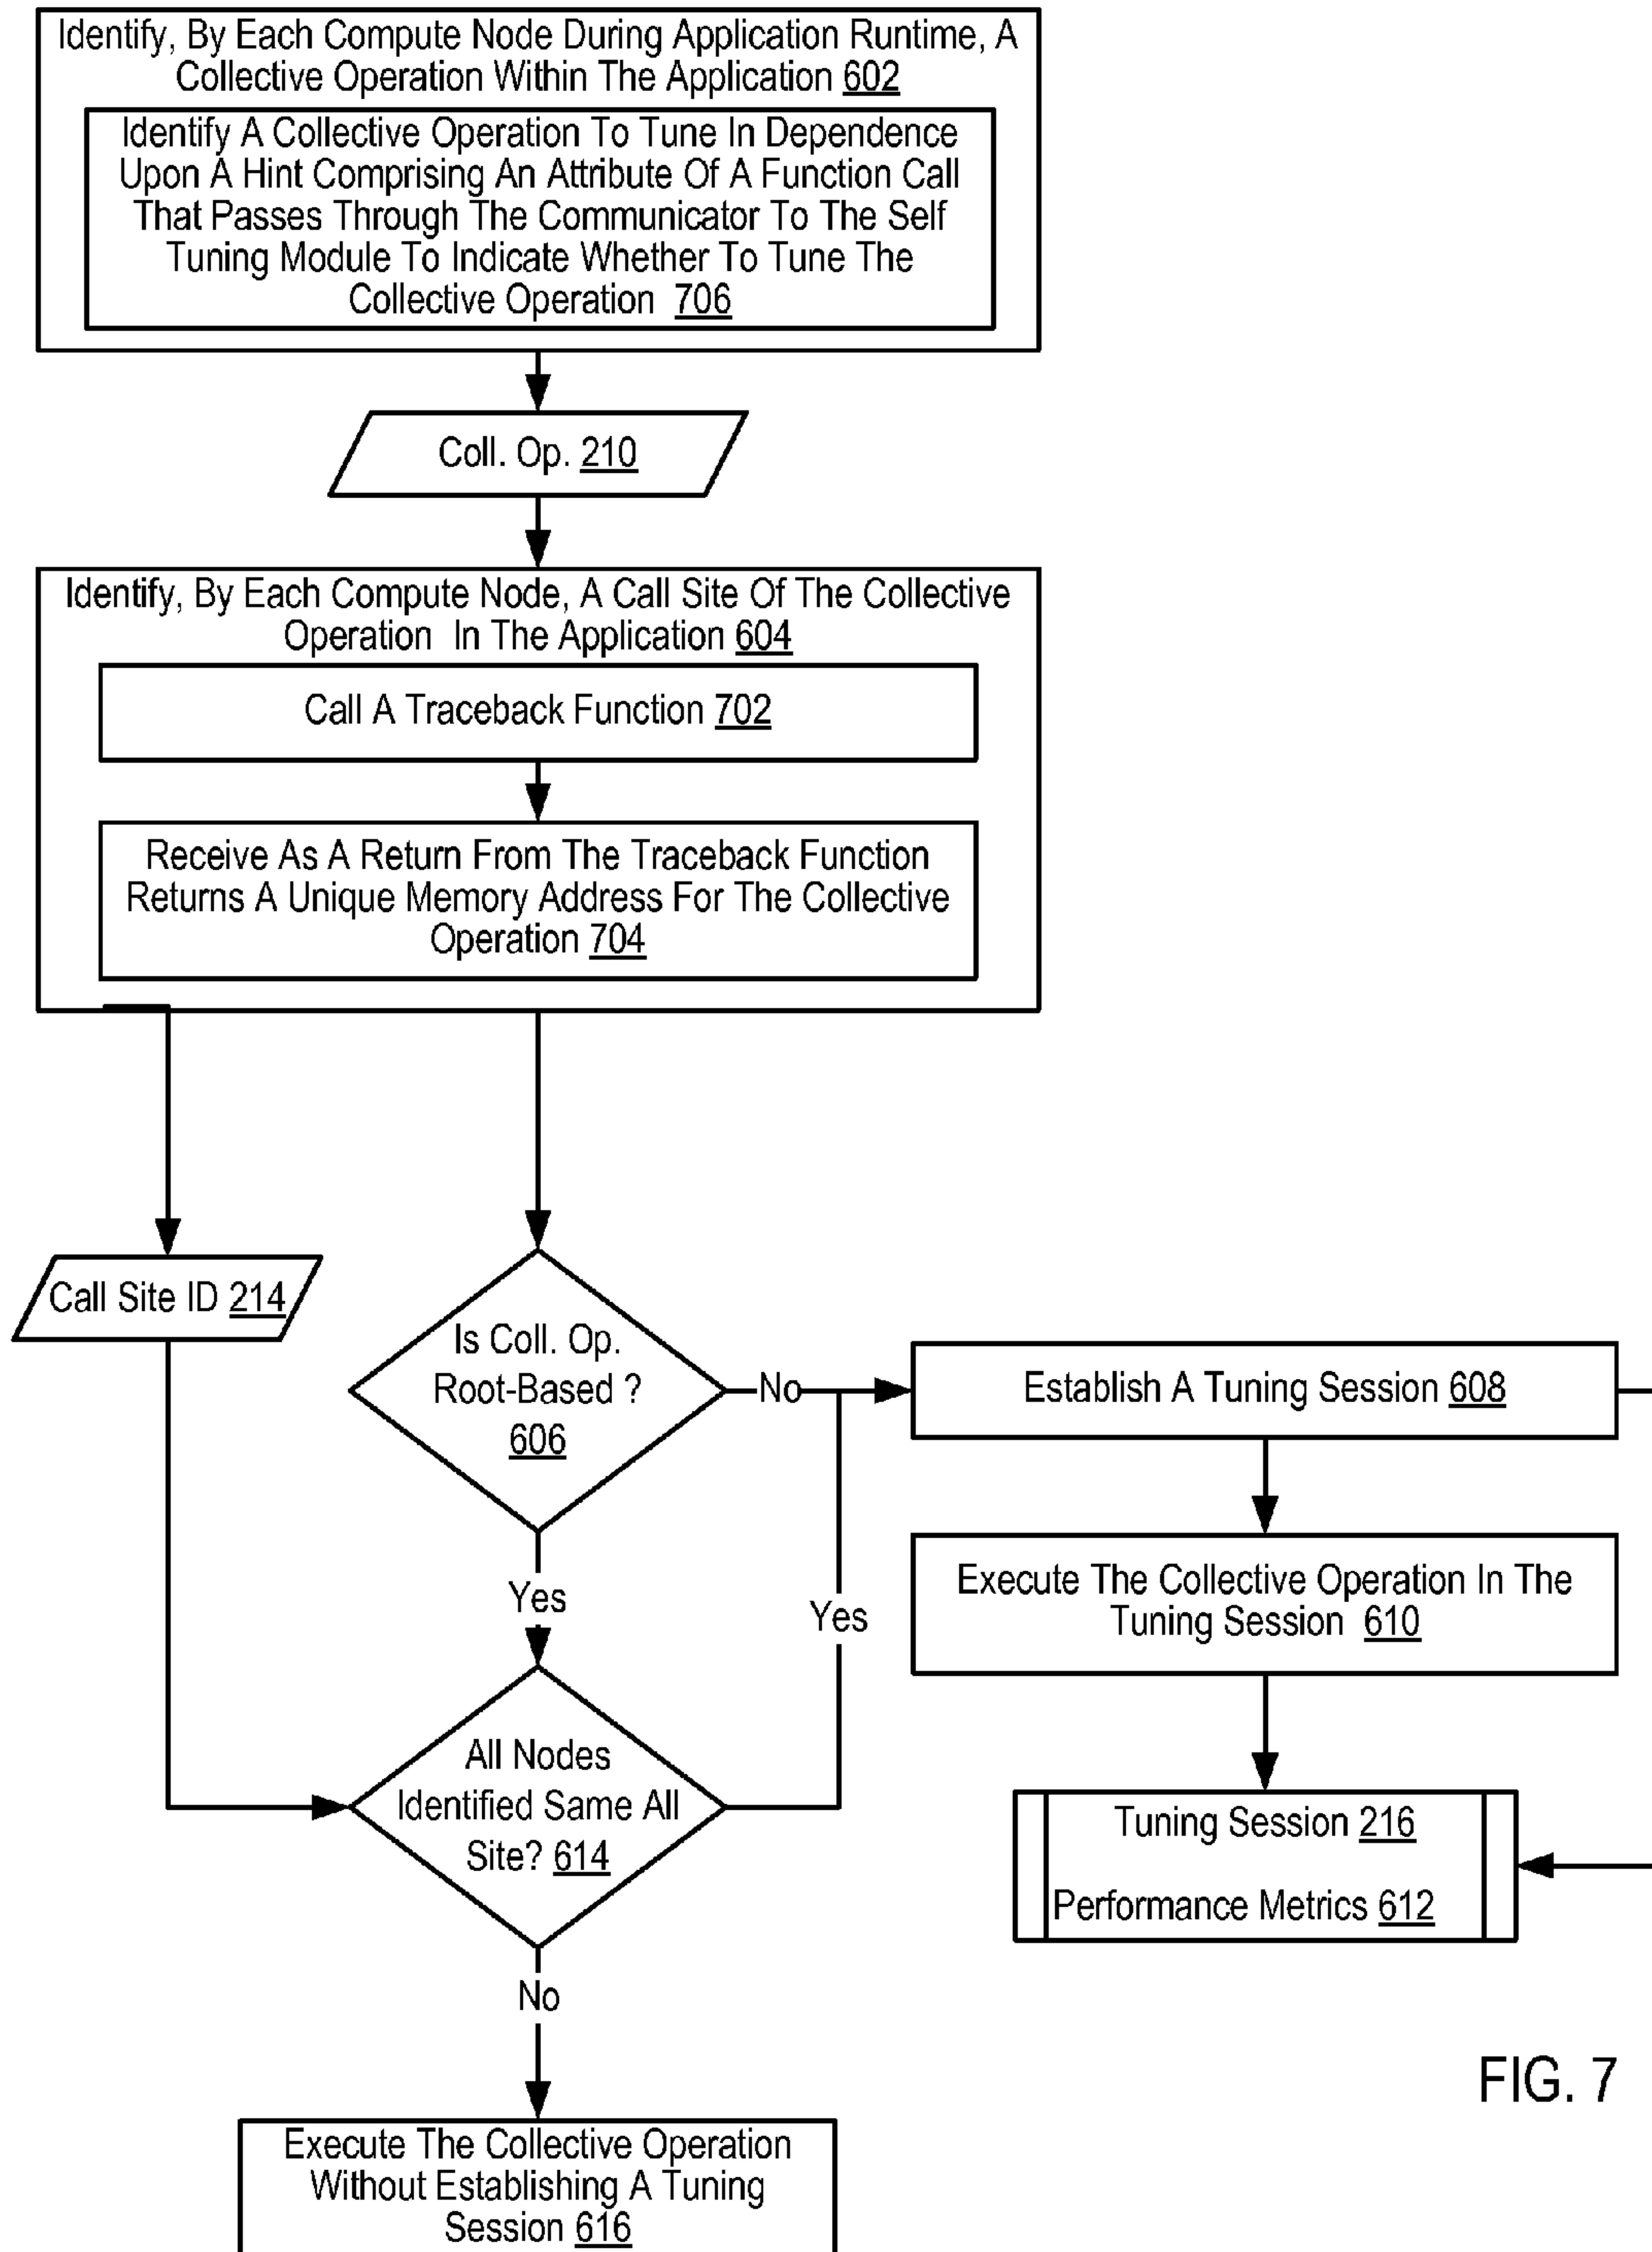 Identify, By Each Compute Node During Application Runtime, A
Collective Operation Within The Application 602
Identify A Collective Operation To Tune In Dependence
Upon A Hint Comprising An Attribute Of A Function Call
That Passes Through The Communicator To The Self
Tuning Module To Indicate Whether To Tune The
Collective Operation 706
Coll. Op. 210
Identify, By Each Compute Node, A Call Site Of The Collective
Operation In The Application 604
Call A Traceback Function 702
Receive As A Return From The Traceback Function
Returns A Unique Memory Address For The Collective
Operation 704
Call Site ID 214
Is Coll. Op.
Root-Based ?
606
No
Establish A Tuning Session 608
Execute The Collective Operation In The
Tuning Session 610
Yes
Yes
All Nodes
Identified Same All
Site? 614
Tuning Session 216
Performance Metrics 612
No
Execute The Collective Operation
Without Establishing A Tuning
Session 616
FIG. 7